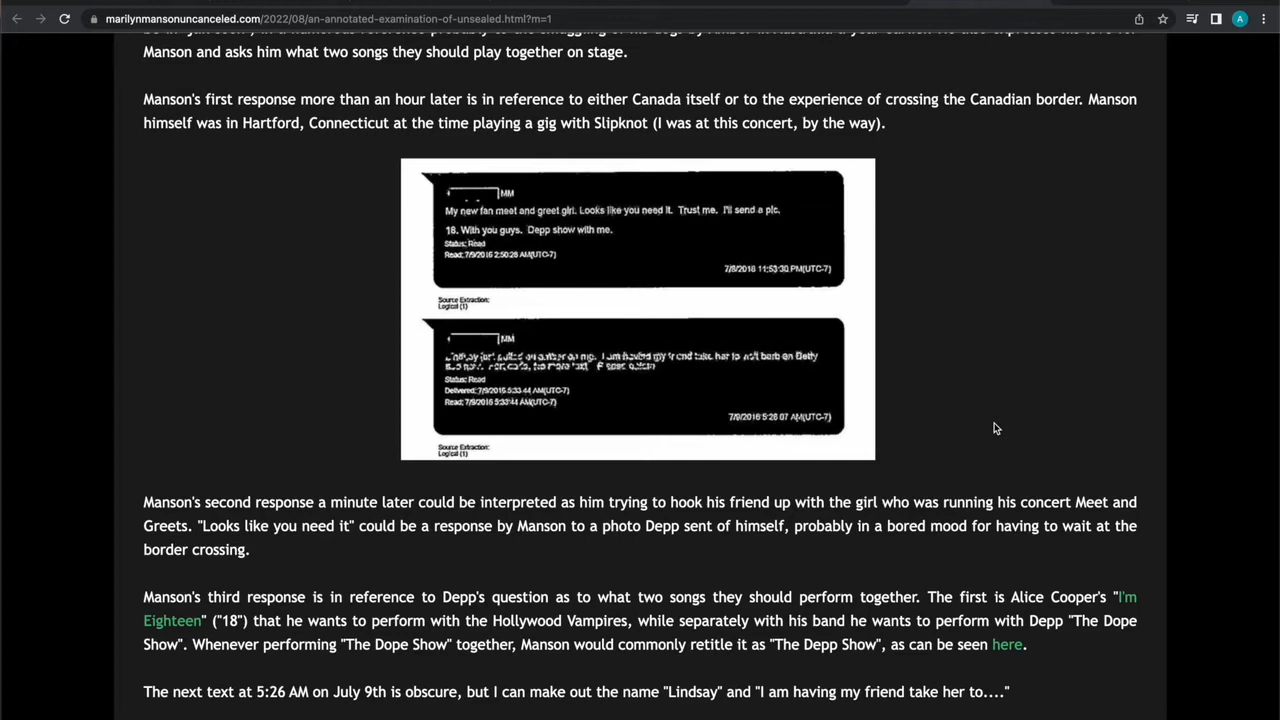 marilynmansonuncanceled.com/2022/08/an-annotated-examination-of-unsealed.html?m=1
A
Manson and asks him what two songs they should play together on stage.
Manson's first response more than an hour later is in reference to either Canada itself or to the experience of crossing the Canadian border. Manson
himself was in Hartford, Connecticut at the time playing a gig with Slipknot (I was at this concert, by the way).
MM
My new fan meet and greet girl. Looks like you need it. Trust me. I'll send a pic.
18. With you guys. Depp show with me.
Status: Read
Read: 7/9/2016 2:50:28 AM(UTC-7)
7/8/2016 11:53:30 PM(UTC-7)
Source Extraction:
Logical (1)
MM
I am having my friend take her to
Status: Read
Delivered: 7/9/2016 5:33:44 AM(UTC-7)
Read: 7/9/2016 5:33:44 AM(UTC-7)
7/9/2016 5:26:07 AM(UTC-7)
Source Extraction:
Logical (1)
Manson's second response a minute later could be interpreted as him trying to hook his friend up with the girl who was running his concert Meet and
Greets. "Looks like you need it" could be a response by Manson to a photo Depp sent of himself, probably in a bored mood for having to wait at the
border crossing.
Manson's third response is in reference to Depp's question as to what two songs they should perform together. The first is Alice Cooper's "I'm
Eighteen" ("18") that he wants to perform with the Hollywood Vampires, while separately with his band he wants to perform with Depp "The Dope
Show". Whenever performing "The Dope Show" together, Manson would commonly retitle it as "The Depp Show", as can be seen here.
The next text at 5:26 AM on July 9th is obscure, but I can make out the name "Lindsay" and "I am having my friend take her to...."